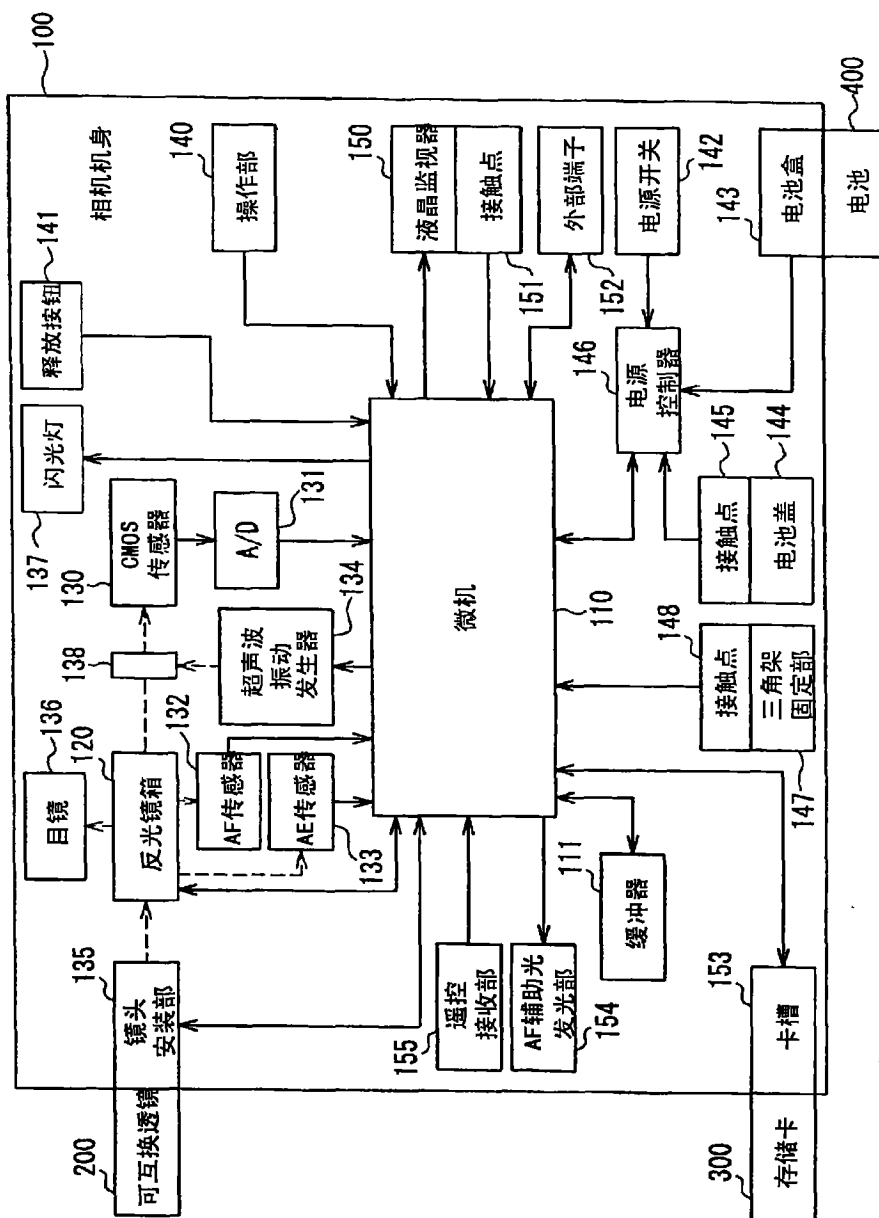 100
相机机身
释放按钮
141
操作部
140
液晶监视器
150
接触点
151
外部端子
152
电源开关
142
电池盒
143
电池
400
闪光灯
137
CMOS
传感器
130
A/D
131
138
超声波
振动
发生器
134
目镜
136
反光镜箱
120
AF传感器
132
AE传感器
133
微机
110
电源
控制器
146
接触点
145
电池盖
144
接触点
148
三角架
固定部
147
镜头
安装部
135
可互换透镜
200
遥控
接收部
155
AF辅助光
发光部
154
缓冲器
111
卡槽
153
存储卡
300